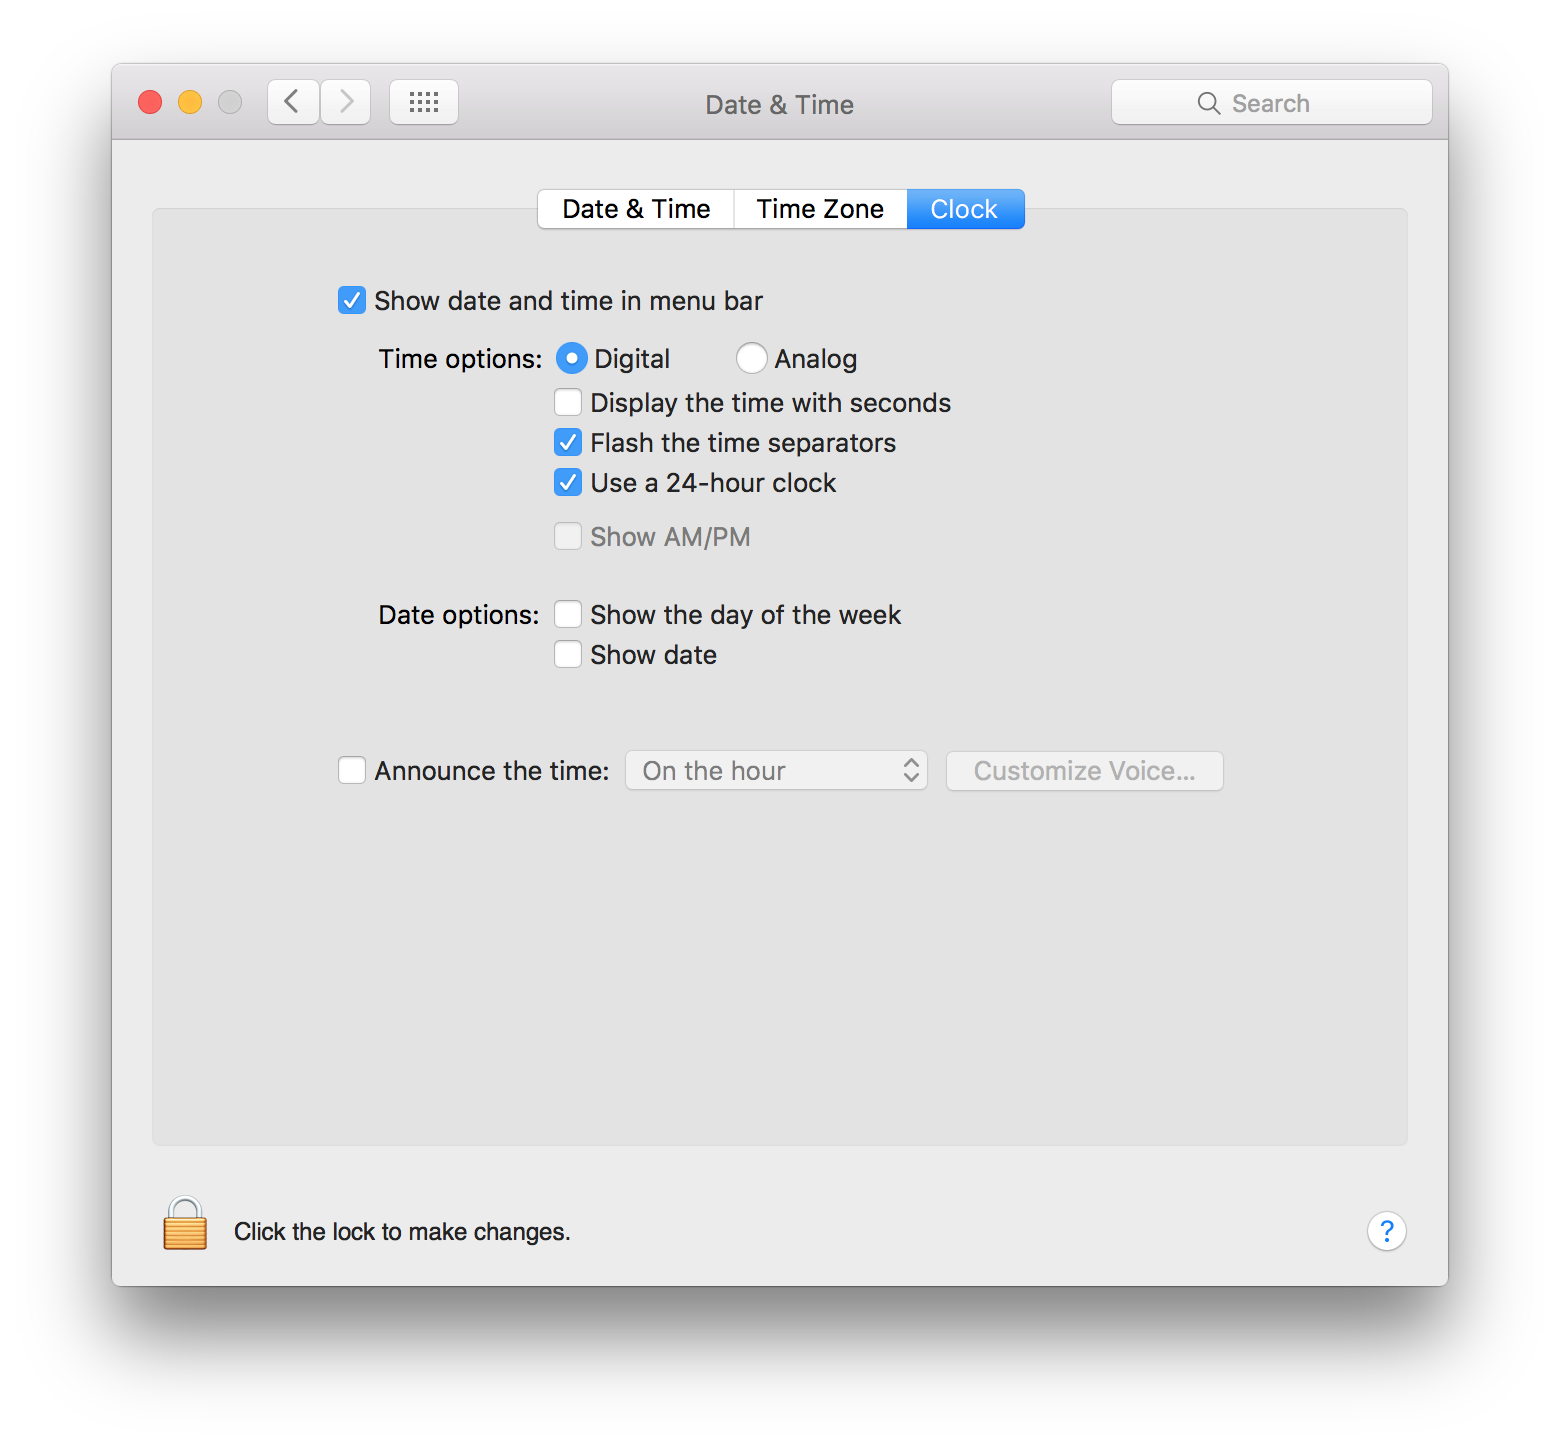 Date & Time
Search
Date & Time Time Zone Clock
Show date and time in menu bar
Time options: Digital Analog
Display the time with seconds
Flash the time separators
Use a 24-hour clock
Show AM/PM
Date options: Show the day of the week
Show date
Announce the time: On the hour Customize Voice...
Click the lock to make changes.
?